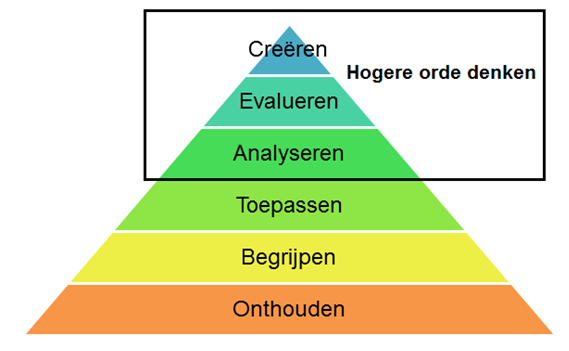 Creëren
Hogere orde denken
Evalueren
Analyseren
Toepassen
Begrijpen
Onthouden